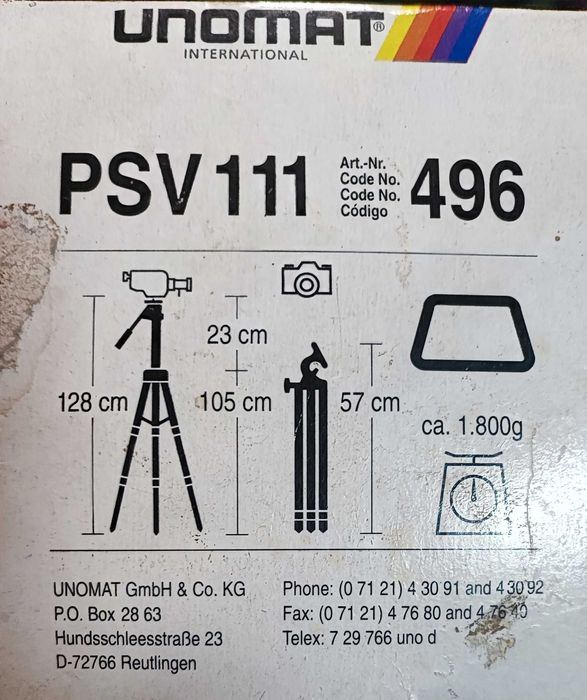 UNOMAT®
INTERNATIONAL
PSV 111
Art.-Nr.
Code No.
Code No.
Código
496
23 cm
128 cm
105 cm
57 cm
ca. 1.800g
UNOMAT GmbH & Co. KG
P.O. Box 28 63
Hundsschleestraße 23
D-72766 Reutlingen
Phone: (0 71 21) 4 30 91 and 4 30 92
Fax: (0 71 21) 4 76 80 and 4 76 40
Telex: 7 29 766 uno d